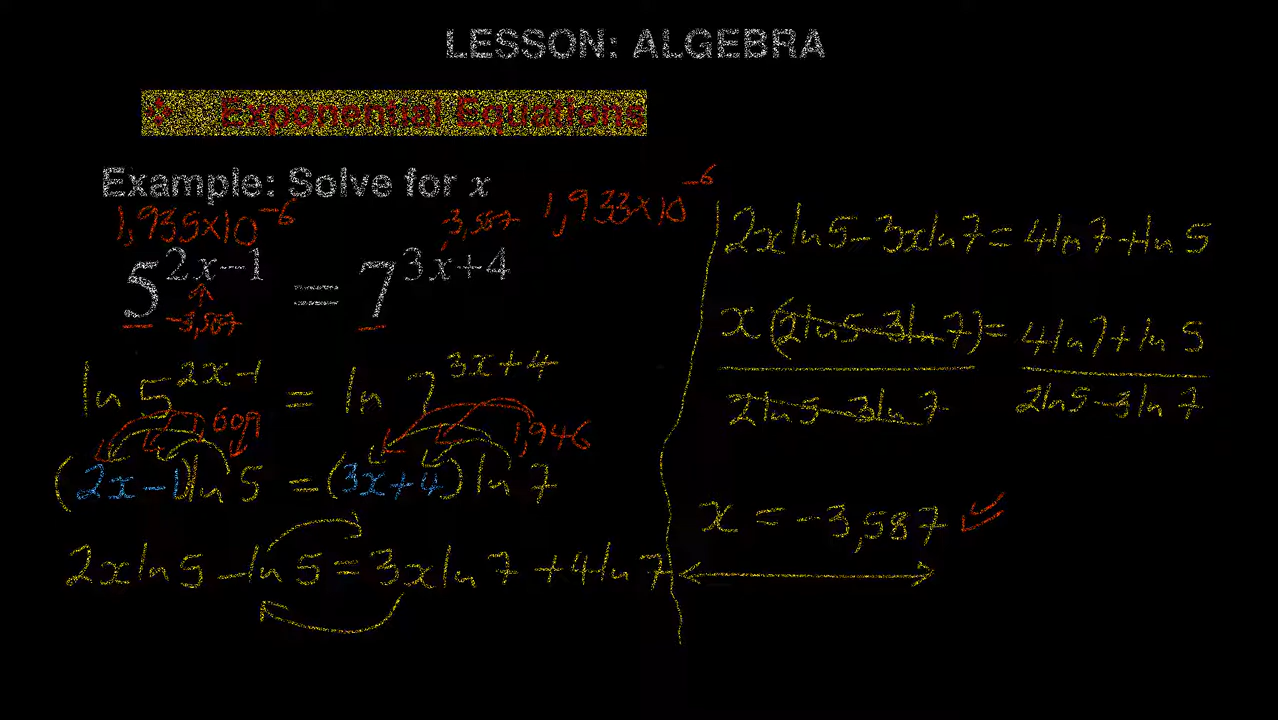 LESSON: ALGEBRA
❖ Exponential Equations
Example: Solve for x
1,935×10⁻⁶
-3,587
1,933×10⁻⁶
5^{2x−1} = 7^{3x+4}
-3,587
ln 5^{2x-1} = ln 7^{3x+4}
1,609
1,946
(2x-1)ln 5 = (3x+4) ln 7
2x ln 5 - ln 5 = 3x ln 7 + 4 ln 7
2x ln 5 - 3x ln 7 = 4 ln 7 + ln 5
x(2 ln 5 - 3 ln 7) = 4 ln 7 + ln 5
2 ln 5 - 3 ln 7 2 ln 5 - 3 ln 7
x = -3,587 ✓